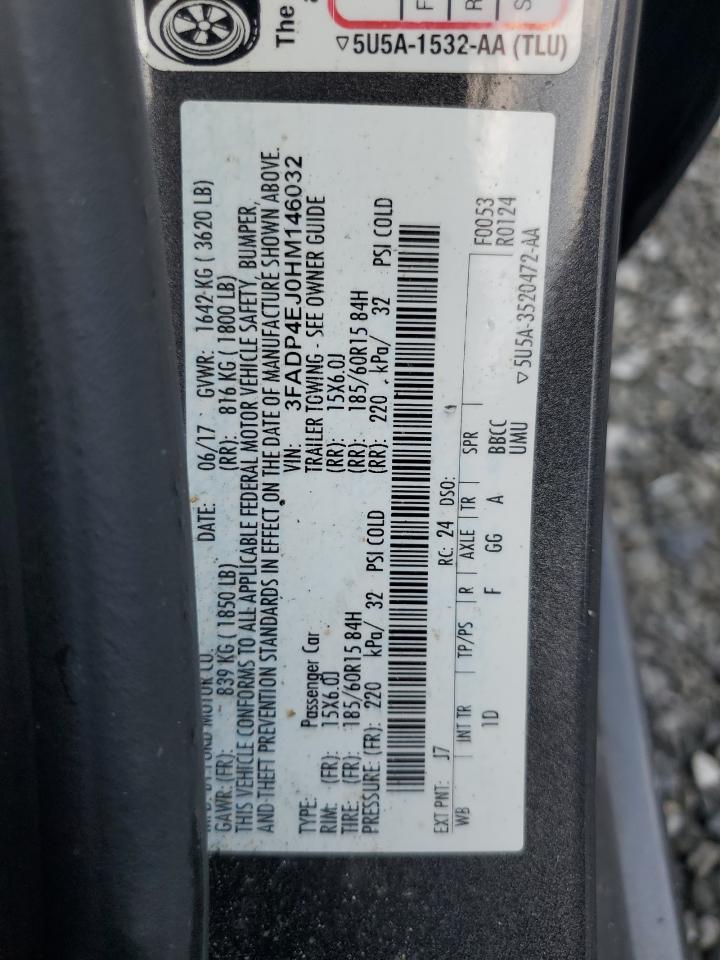 The
F
R
S
▽5U5A-1532-AA (TLU)
MOTOR CO.
DATE: 06/17 GVWR: 1642-KG ( 3620 LB)
GAWR: (FR): 839 KG ( 1850 LB) (RR): 816 KG ( 1800 LB)
THIS VEHICLE CONFORMS TO ALL APPLICABLE FEDERAL MOTOR VEHICLE SAFETY, BUMPER,
AND THEFT PREVENTION STANDARDS IN EFFECT ON THE DATE OF MANUFACTURE SHOWN ABOVE.
VIN: 3FADP4EJ0HM146032
TYPE: Passenger Car TRAILER TOWING - SEE OWNER GUIDE
RIM: (FR): 15X6.0J (RR): 15X6.0J
TIRE: (FR): 185/60R15 84H (RR): 185/60R15 84H
PRESSURE: (FR): 220 kPa/ 32 PSI COLD (RR): 220 kPa/ 32 PSI COLD
EXT PNT: J7 RC: 24 DSO:
WB INT TR TP/PS R AXLE TR SPR
1D F GG A BBCC F0053
UMU R0124
▽5U5A-3520472-AA